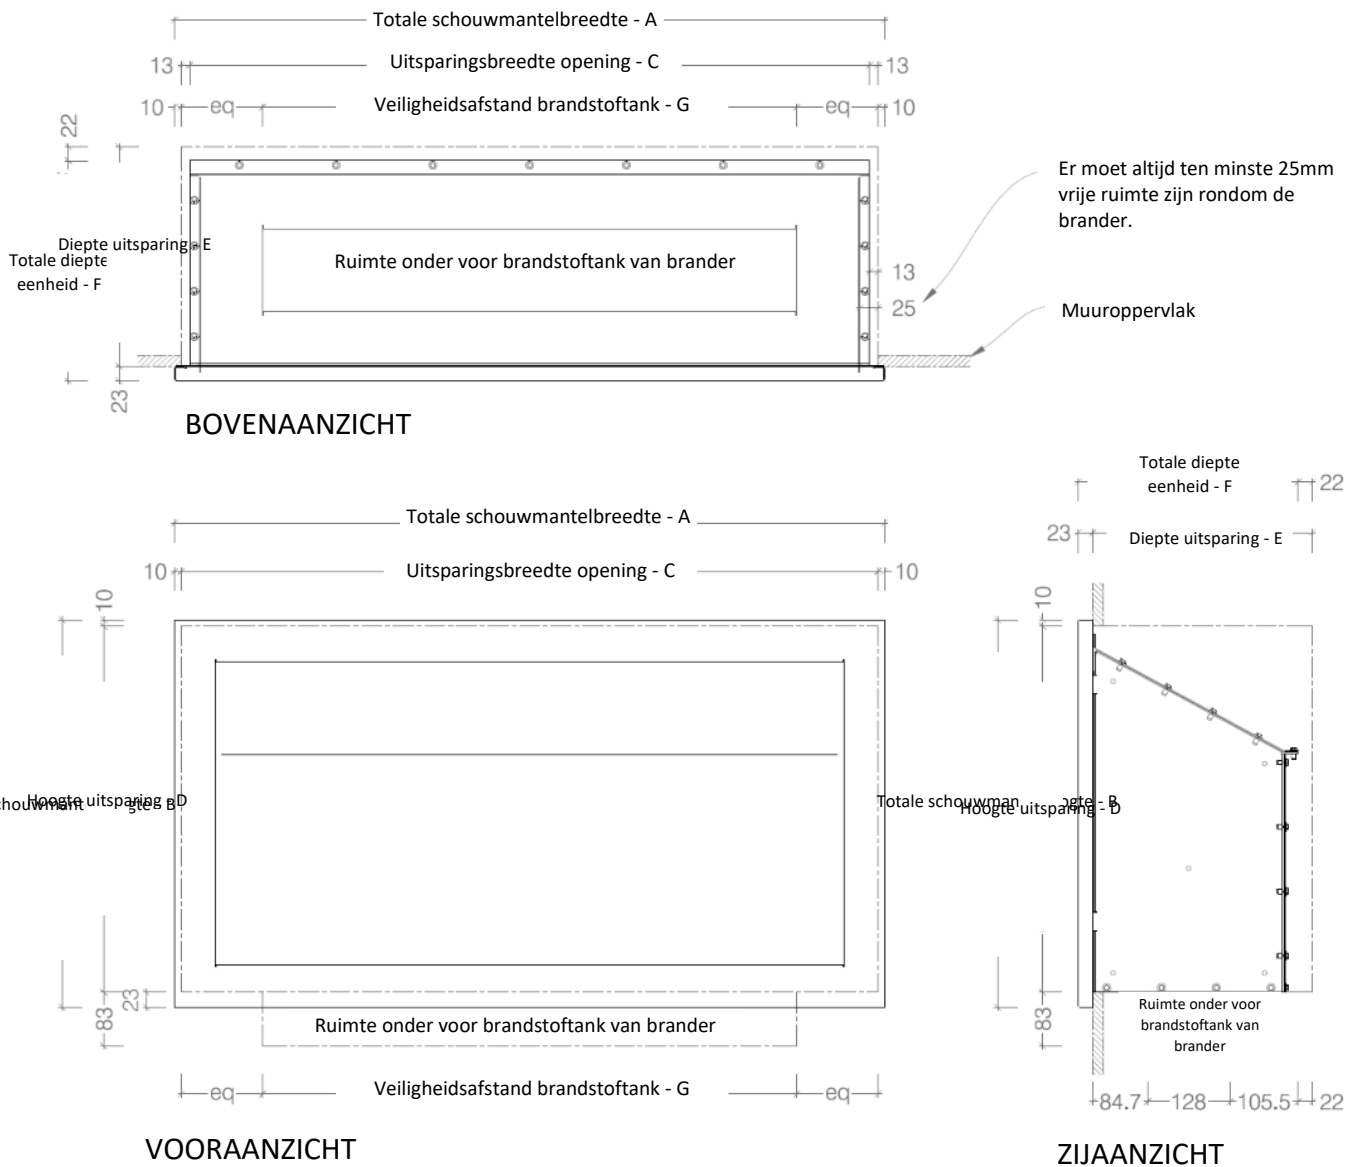 Totale schouwmantelbreedte - A
13
Uitsparingsbreedte opening - C
13
10
eq
Veiligheidsafstand brandstoftank - G
eq
10
22
Er moet altijd ten minste 25mm
vrije ruimte zijn rondom de
brander.
Diepte uitsparing - E
Totale diepte
eenheid - F
Ruimte onder voor brandstoftank van brander
13
25
Muuroppervlak
23
BOVENAANZICHT
Totale diepte
eenheid - F
22
Totale schouwmantelbreedte - A
23
Diepte uitsparing - E
10
Uitsparingsbreedte opening - C
10
10
10
Hoogte uitsparing - D
gte - B
Totale schouwman
ogte - B
Hoogte uitsparing - D
23
83
Ruimte onder voor brandstoftank van brander
83
Ruimte onder voor
brandstoftank van
brander
eq
Veiligheidsafstand brandstoftank - G
eq
84.7
128
105.5
22
VOORAANZICHT
ZIJAANZICHT